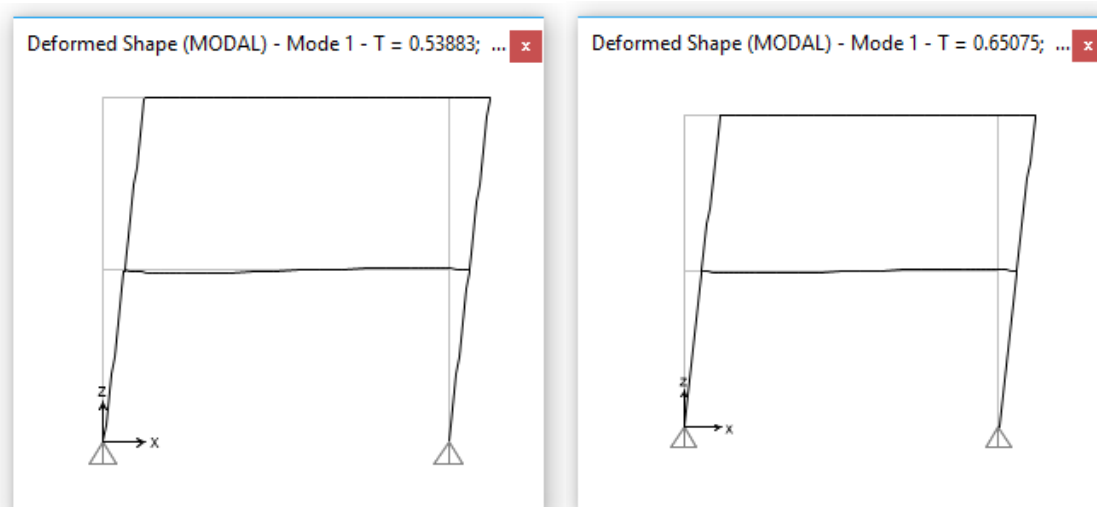 Deformed Shape (MODAL) - Mode 1 - T = 0.53883; ...
x
Z
X
Deformed Shape (MODAL) - Mode 1 - T = 0.65075; ...
x
Z
X